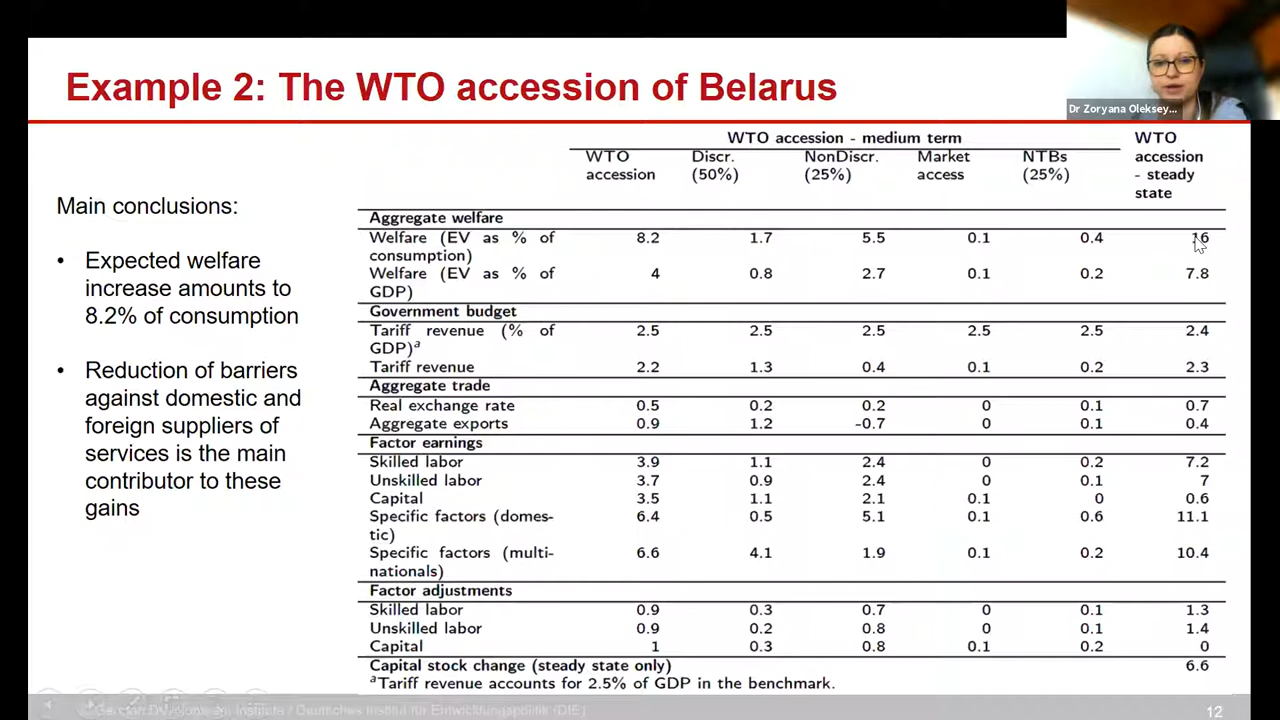 Example 2: The WTO accession of Belarus
Dr Zoryana Oleksey...
Main conclusions:
• Expected welfare
increase amounts to
8.2% of consumption
• Reduction of barriers
against domestic and
foreign suppliers of
services is the main
contributor to these
gains
WTO accession - medium term
WTO accession - steady state
WTO accession Discr. (50%) NonDiscr. (25%) Market access NTBs (25%)
Aggregate welfare
Welfare (EV as % of consumption) 8.2 1.7 5.5 0.1 0.4 16
Welfare (EV as % of GDP) 4 0.8 2.7 0.1 0.2 7.8
Government budget
Tariff revenue (% of GDP)a 2.5 2.5 2.5 2.5 2.5 2.4
Tariff revenue 2.2 1.3 0.4 0.1 0.2 2.3
Aggregate trade
Real exchange rate 0.5 0.2 0.2 0 0.1 0.7
Aggregate exports 0.9 1.2 -0.7 0 0.1 0.4
Factor earnings
Skilled labor 3.9 1.1 2.4 0 0.2 7.2
Unskilled labor 3.7 0.9 2.4 0 0.1 7
Capital 3.5 1.1 2.1 0.1 0 0.6
Specific factors (domes-
tic) 6.4 0.5 5.1 0.1 0.6 11.1
Specific factors (multi-
nationals) 6.6 4.1 1.9 0.1 0.2 10.4
Factor adjustments
Skilled labor 0.9 0.3 0.7 0 0.1 1.3
Unskilled labor 0.9 0.2 0.8 0 0.1 1.4
Capital 1 0.3 0.8 0.1 0.2 0
Capital stock change (steady state only) 6.6
aTariff revenue accounts for 2.5% of GDP in the benchmark.
Institute / Deutsches Institut für Entwicklungspolitik (DIE)
12